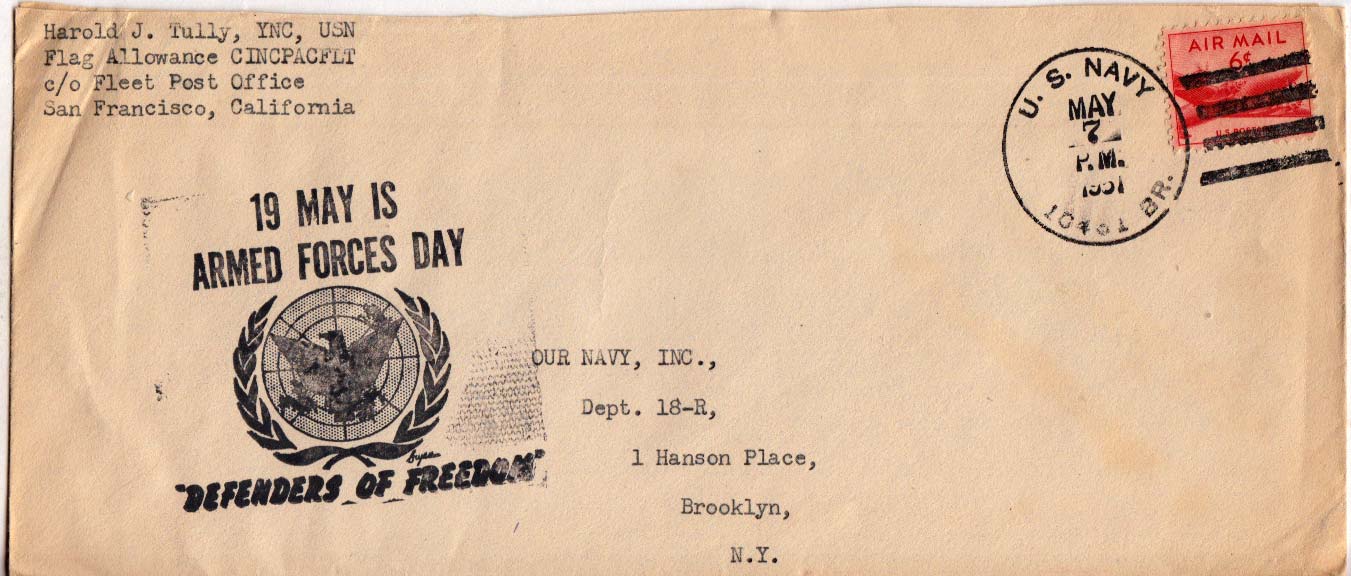 Harold J. Tully, YNC, USN
Flag Allowance CINCPACFLT
c/o Fleet Post Office
San Francisco, California
AIR MAIL
6¢
U.S. NAVY
MAY
7
P.M.
1951
10461 BR.
19 MAY IS
ARMED FORCES DAY
"DEFENDERS OF FREEDOM"
OUR NAVY, INC.,
Dept. 18-R,
1 Hanson Place,
Brooklyn,
N.Y.